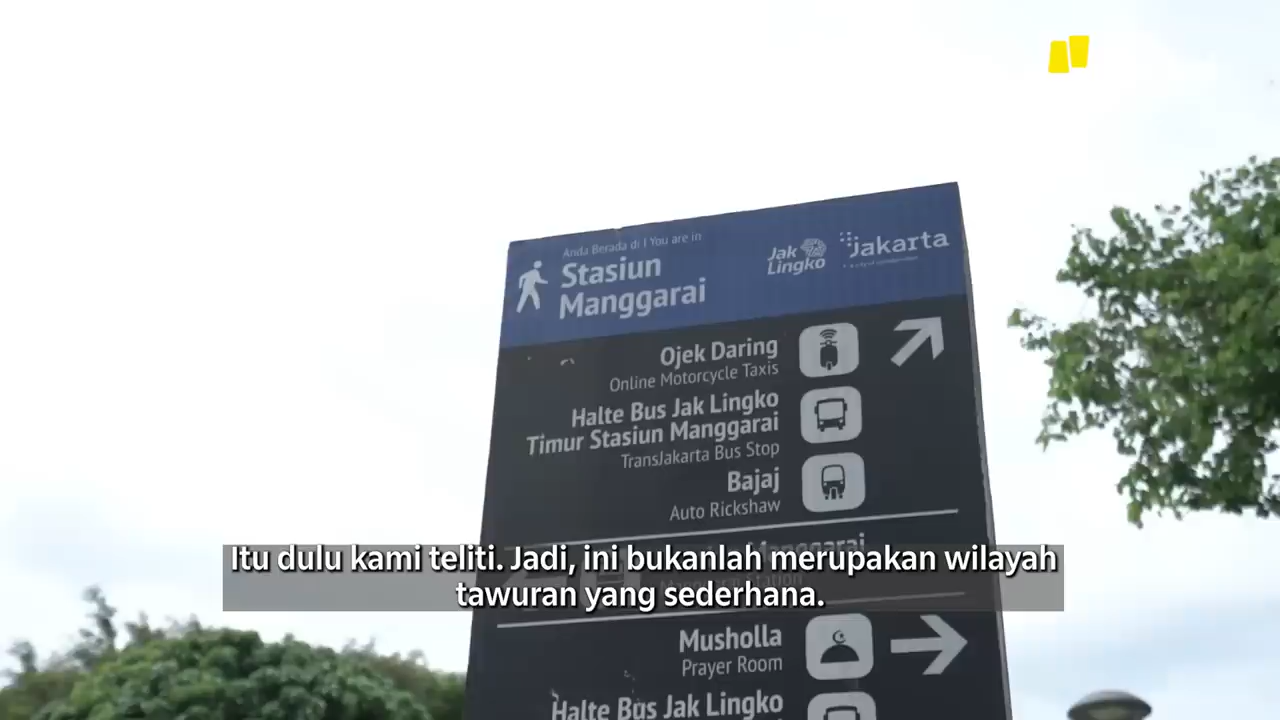 Anda Berada di | You are in
Stasiun
Manggarai
Jak
Lingko
jakarta
Ojek Daring
Online Motorcycle Taxis
Halte Bus Jak Lingko
Timur Stasiun Manggarai
TransJakarta Bus Stop
Bajaj
Auto Rickshaw
Manggarai
Itu dulu kami teliti. Jadi, ini bukanlah merupakan wilayah
tawuran yang sederhana.
Musholla
Prayer Room
Halte Bus Jak Lingko